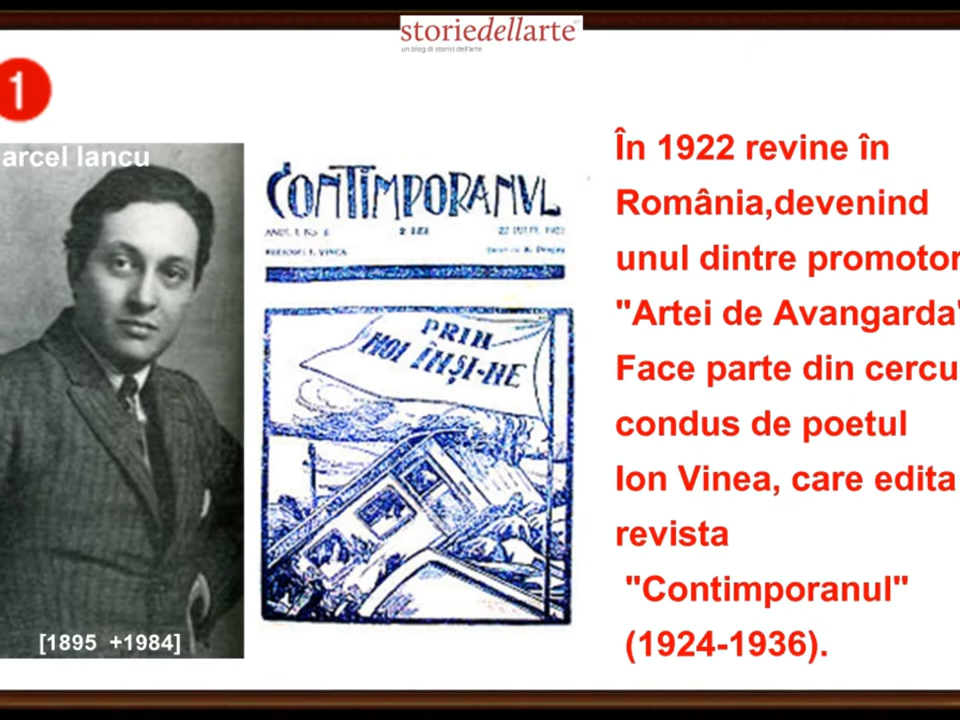 storiedellarte
un blog di storici dell'arte
1
arcel Iancu
CONTIMPORANUL
2 LEI
PRIN
NOI ÎNȘI-NE
[1895 +1984]
În 1922 revine în
România,devenind
unul dintre promotor
"Artei de Avangarda"
Face parte din cercu
condus de poetul
Ion Vinea, care edita
revista
"Contimporanul"
(1924-1936).